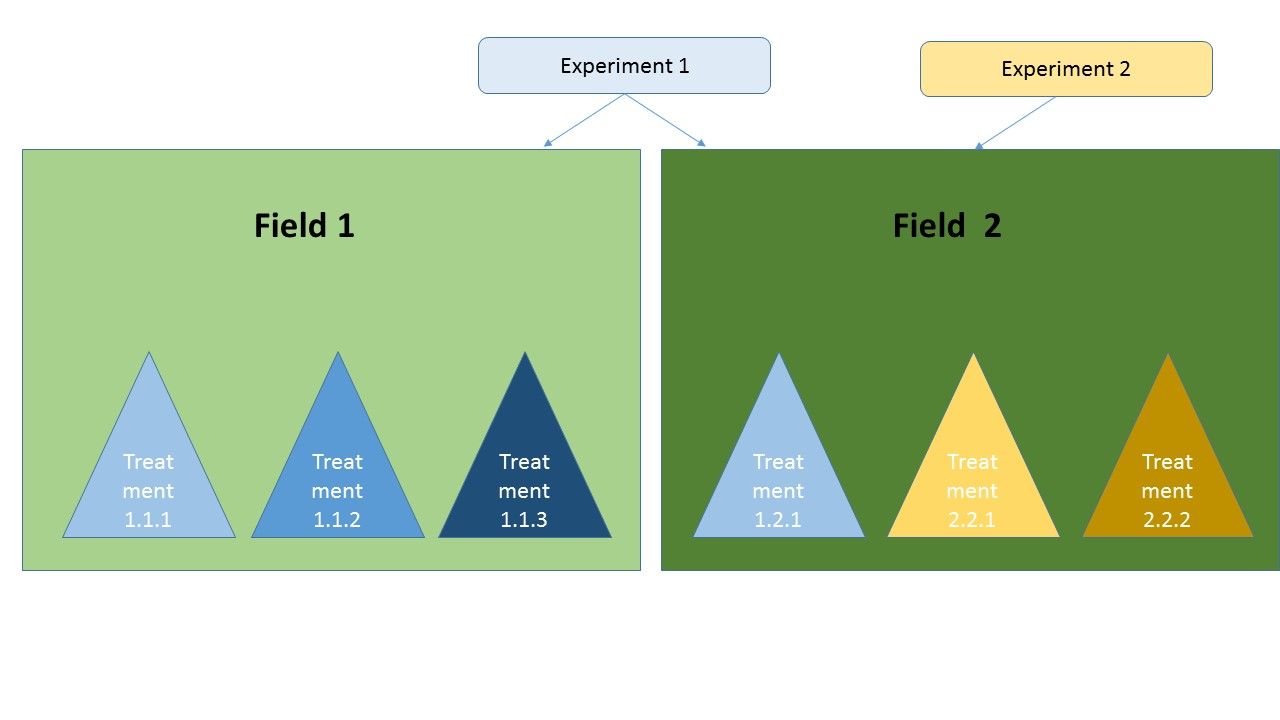 Experiment 1
Experiment 2
Field 1
Field  2
Treat
ment
1.1.1
Treat
ment
1.1.2
Treat
ment
1.1.3
Treat
ment
1.2.1
Treat
ment
2.2.1
Treat
ment
2.2.2